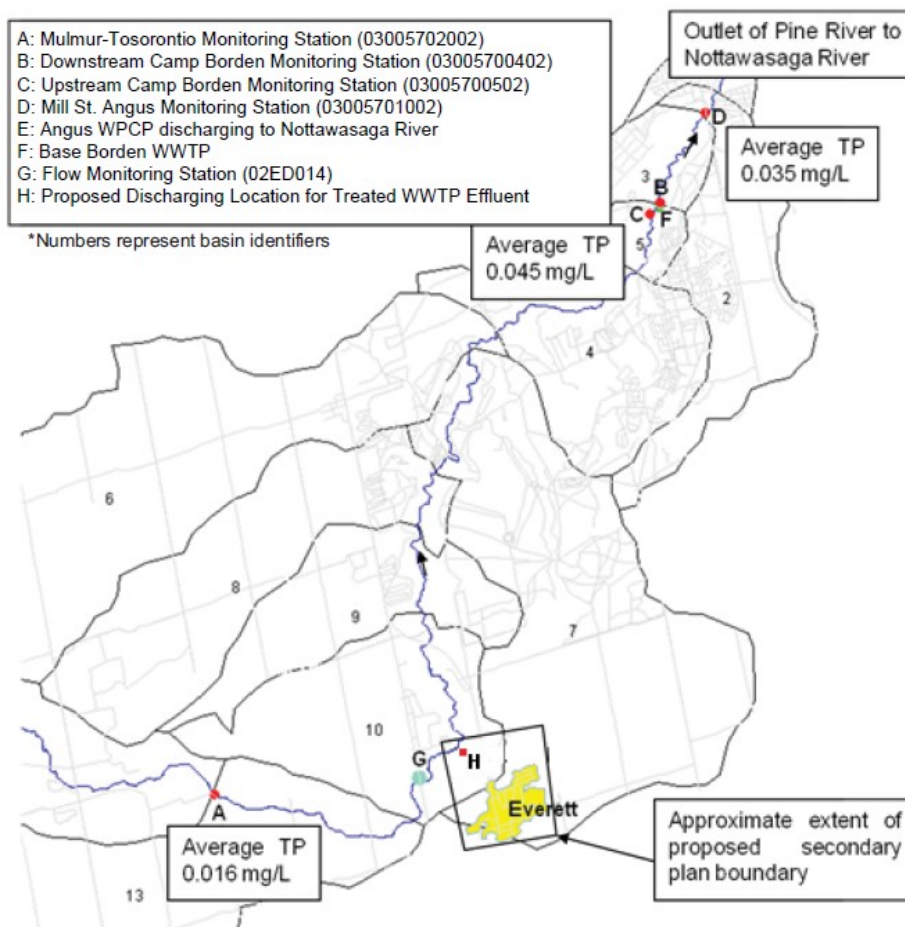 A: Mulmur-Tosorontio Monitoring Station (03005702002)
B: Downstream Camp Borden Monitoring Station (03005700402)
C: Upstream Camp Borden Monitoring Station (03005700502)
D: Mill St. Angus Monitoring Station (03005701002)
E: Angus WPCP discharging to Nottawasaga River
F: Base Borden WWTP
G: Flow Monitoring Station (02ED014)
H: Proposed Discharging Location for Treated WWTP Effluent
*Numbers represent basin identifiers
Outlet of Pine River to
Nottawasaga River
D
Average TP
0.035 mg/L
3
B
C
F
5
Average TP
0.045 mg/L
2
4
6
8
9
7
10
G
H
A
Everett
Average TP
0.016 mg/L
13
Approximate extent of
proposed secondary
plan boundary